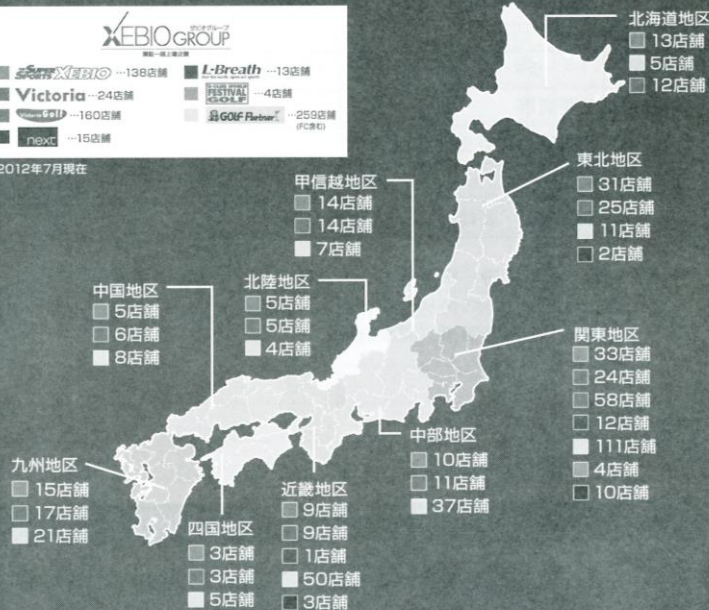 ゼビオグループ
XEBIO GROUP
SUPER SPORTS XEBIO …138店舗
Victoria …24店舗
Victoria Golf …160店舗
next …15店舗
L-Breath …13店舗
FESTIVAL GOLF …4店舗
GOLF Partner …259店舗
(FC含む)
2012年7月現在
北海道地区
13店舗
5店舗
12店舗
東北地区
31店舗
25店舗
11店舗
2店舗
甲信越地区
14店舗
14店舗
7店舗
北陸地区
5店舗
5店舗
4店舗
中国地区
5店舗
6店舗
8店舗
関東地区
33店舗
24店舗
58店舗
12店舗
111店舗
4店舗
10店舗
中部地区
10店舗
11店舗
37店舗
九州地区
15店舗
17店舗
21店舗
四国地区
3店舗
3店舗
5店舗
近畿地区
9店舗
9店舗
1店舗
50店舗
3店舗